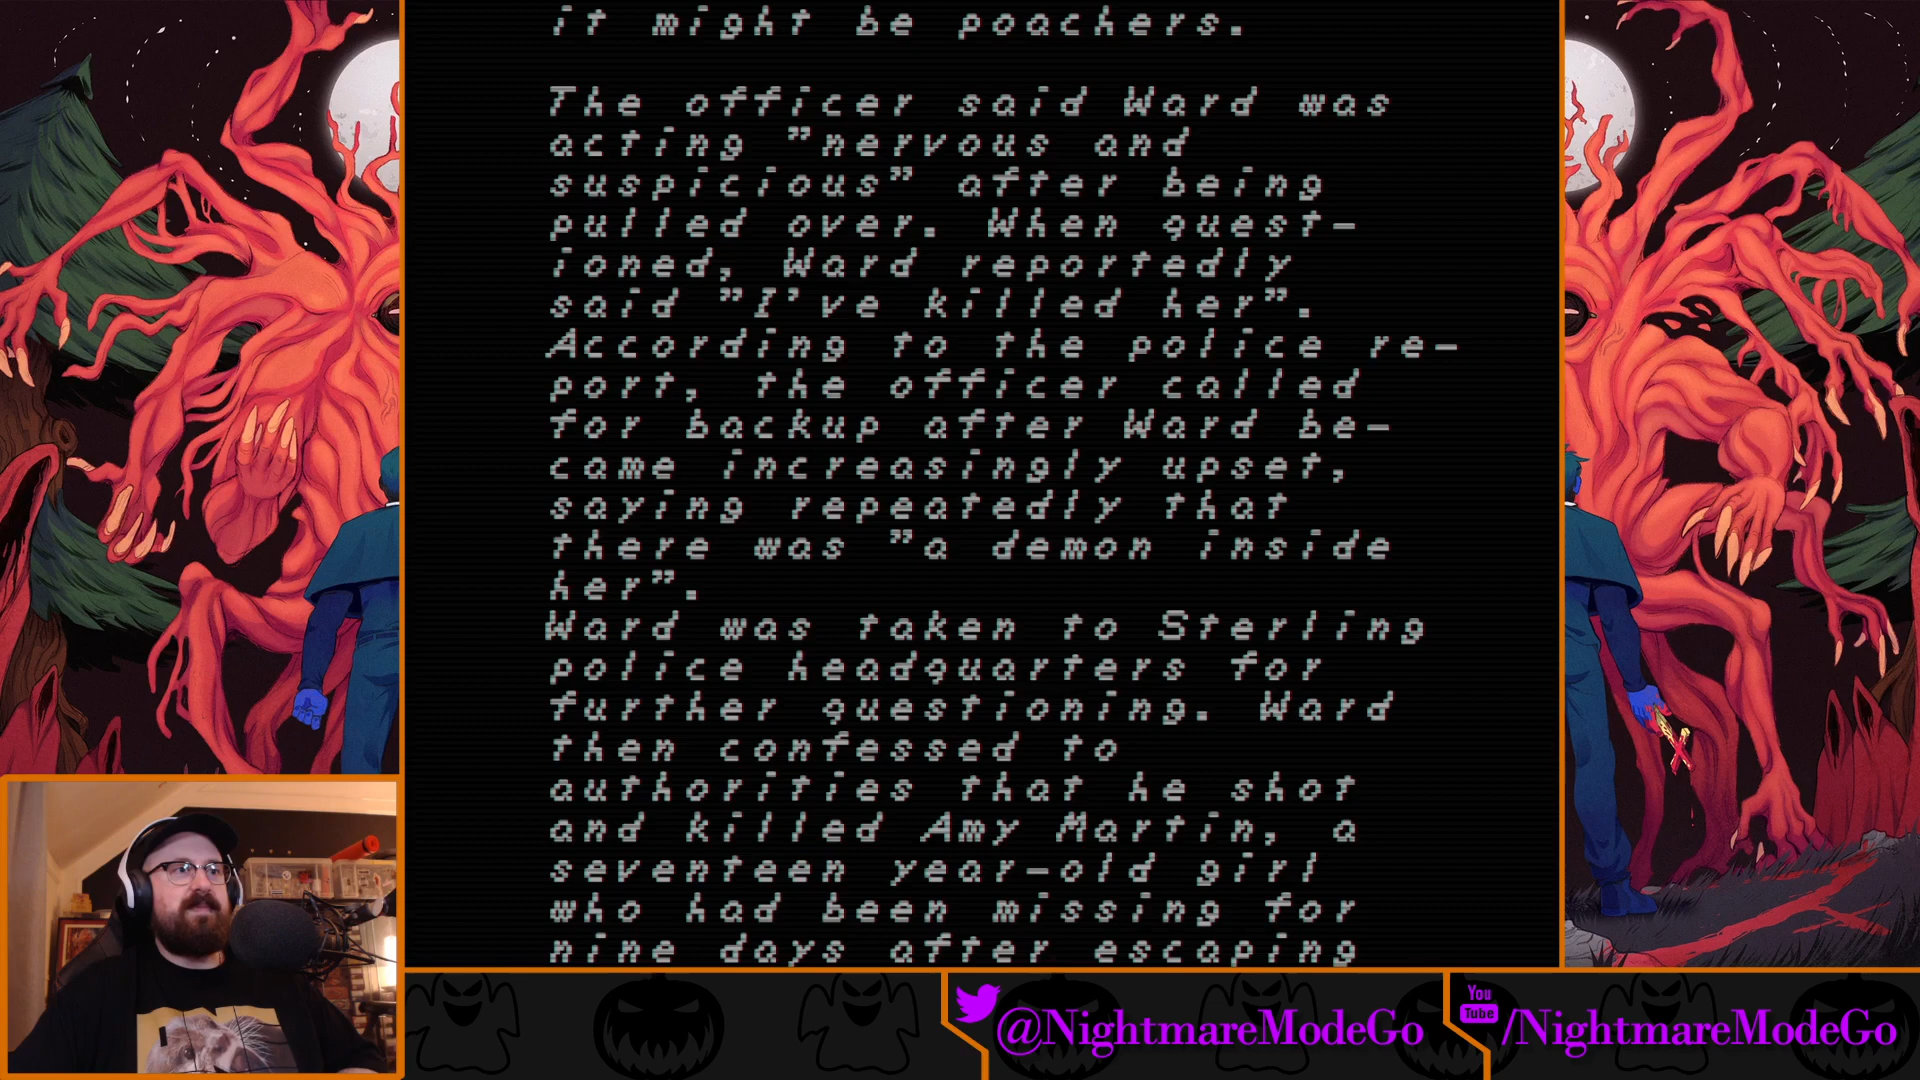 it might be poachers.
The officer said Ward was
acting "nervous and
suspicious" after being
pulled over. When quest-
ioned, Ward reportedly
said "I've killed her".
According to the police re-
port, the officer called
for backup after Ward be-
came increasingly upset,
saying repeatedly that
there was "a demon inside
her".
Ward was taken to Sterling
police headquarters for
further questioning. Ward
then confessed to
authorities that he shot
and killed Amy Martin, a
seventeen year-old girl
who had been missing for
nine days after escaping
@NightmareModeGo
You
Tube
/NightmareModeGo